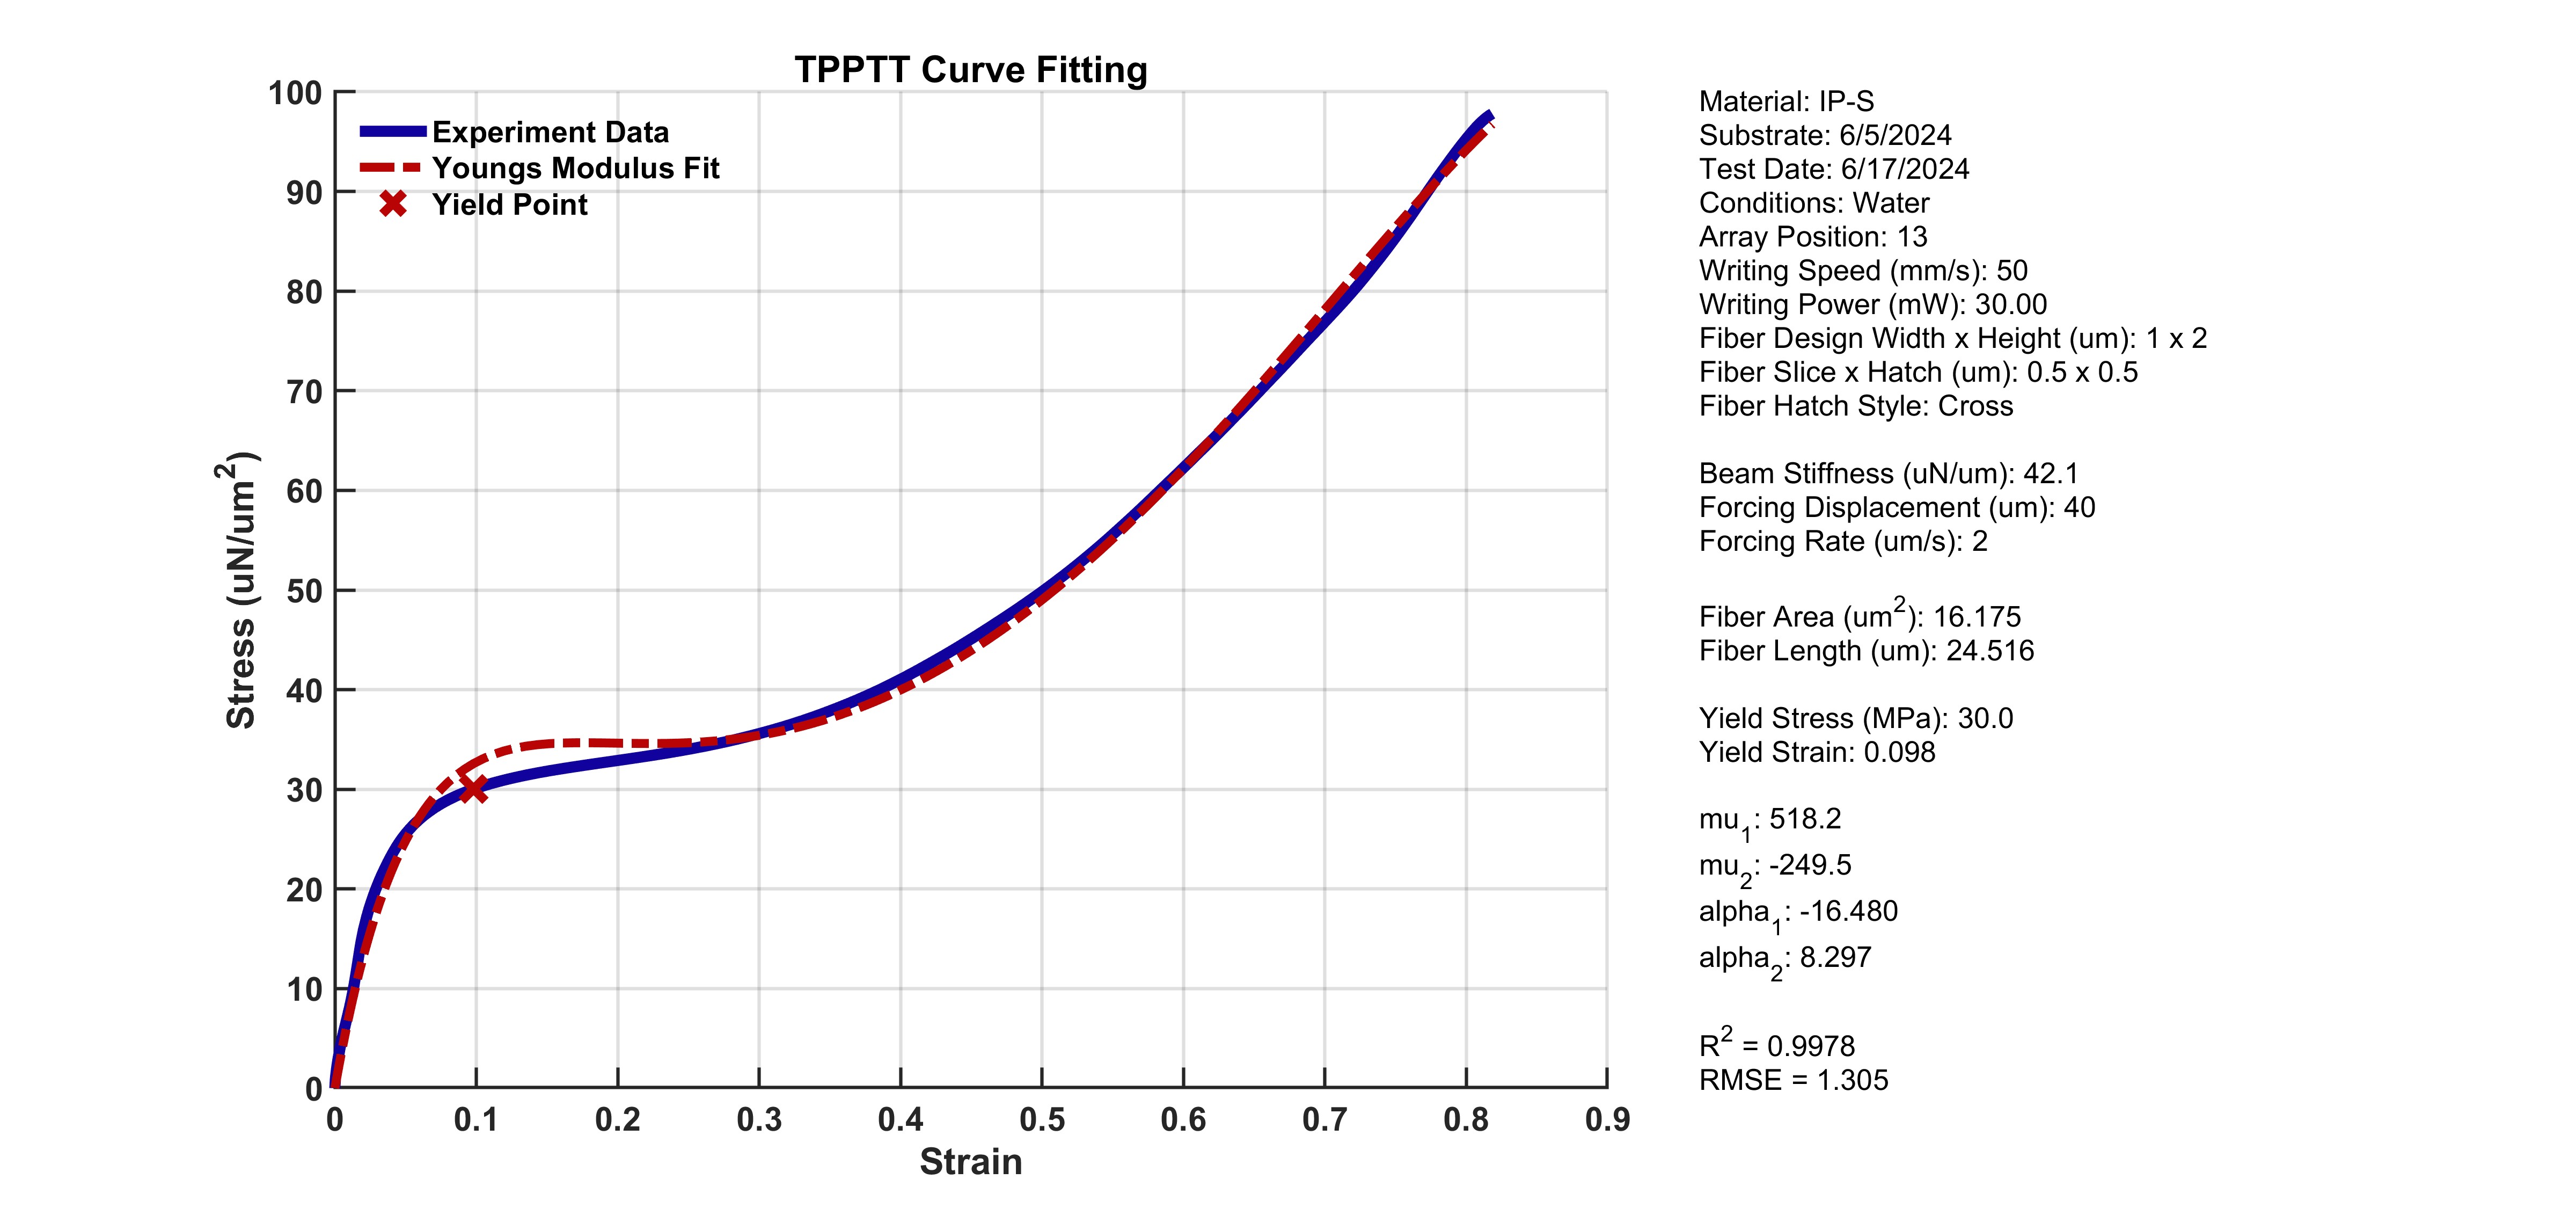 TPPTT Curve Fitting
100
90
80
70
60
50
40
30
20
10
0
Stress (uN/um²)
Experiment Data
Youngs Modulus Fit
Yield Point
0 0.1 0.2 0.3 0.4 0.5 0.6 0.7 0.8 0.9
Strain
Material: IP-S
Substrate: 6/5/2024
Test Date: 6/17/2024
Conditions: Water
Array Position: 13
Writing Speed (mm/s): 50
Writing Power (mW): 30.00
Fiber Design Width x Height (um): 1 x 2
Fiber Slice x Hatch (um): 0.5 x 0.5
Fiber Hatch Style: Cross
Beam Stiffness (uN/um): 42.1
Forcing Displacement (um): 40
Forcing Rate (um/s): 2
Fiber Area (um²): 16.175
Fiber Length (um): 24.516
Yield Stress (MPa): 30.0
Yield Strain: 0.098
mu₁: 518.2
mu₂: -249.5
alpha₁: -16.480
alpha₂: 8.297
R² = 0.9978
RMSE = 1.305